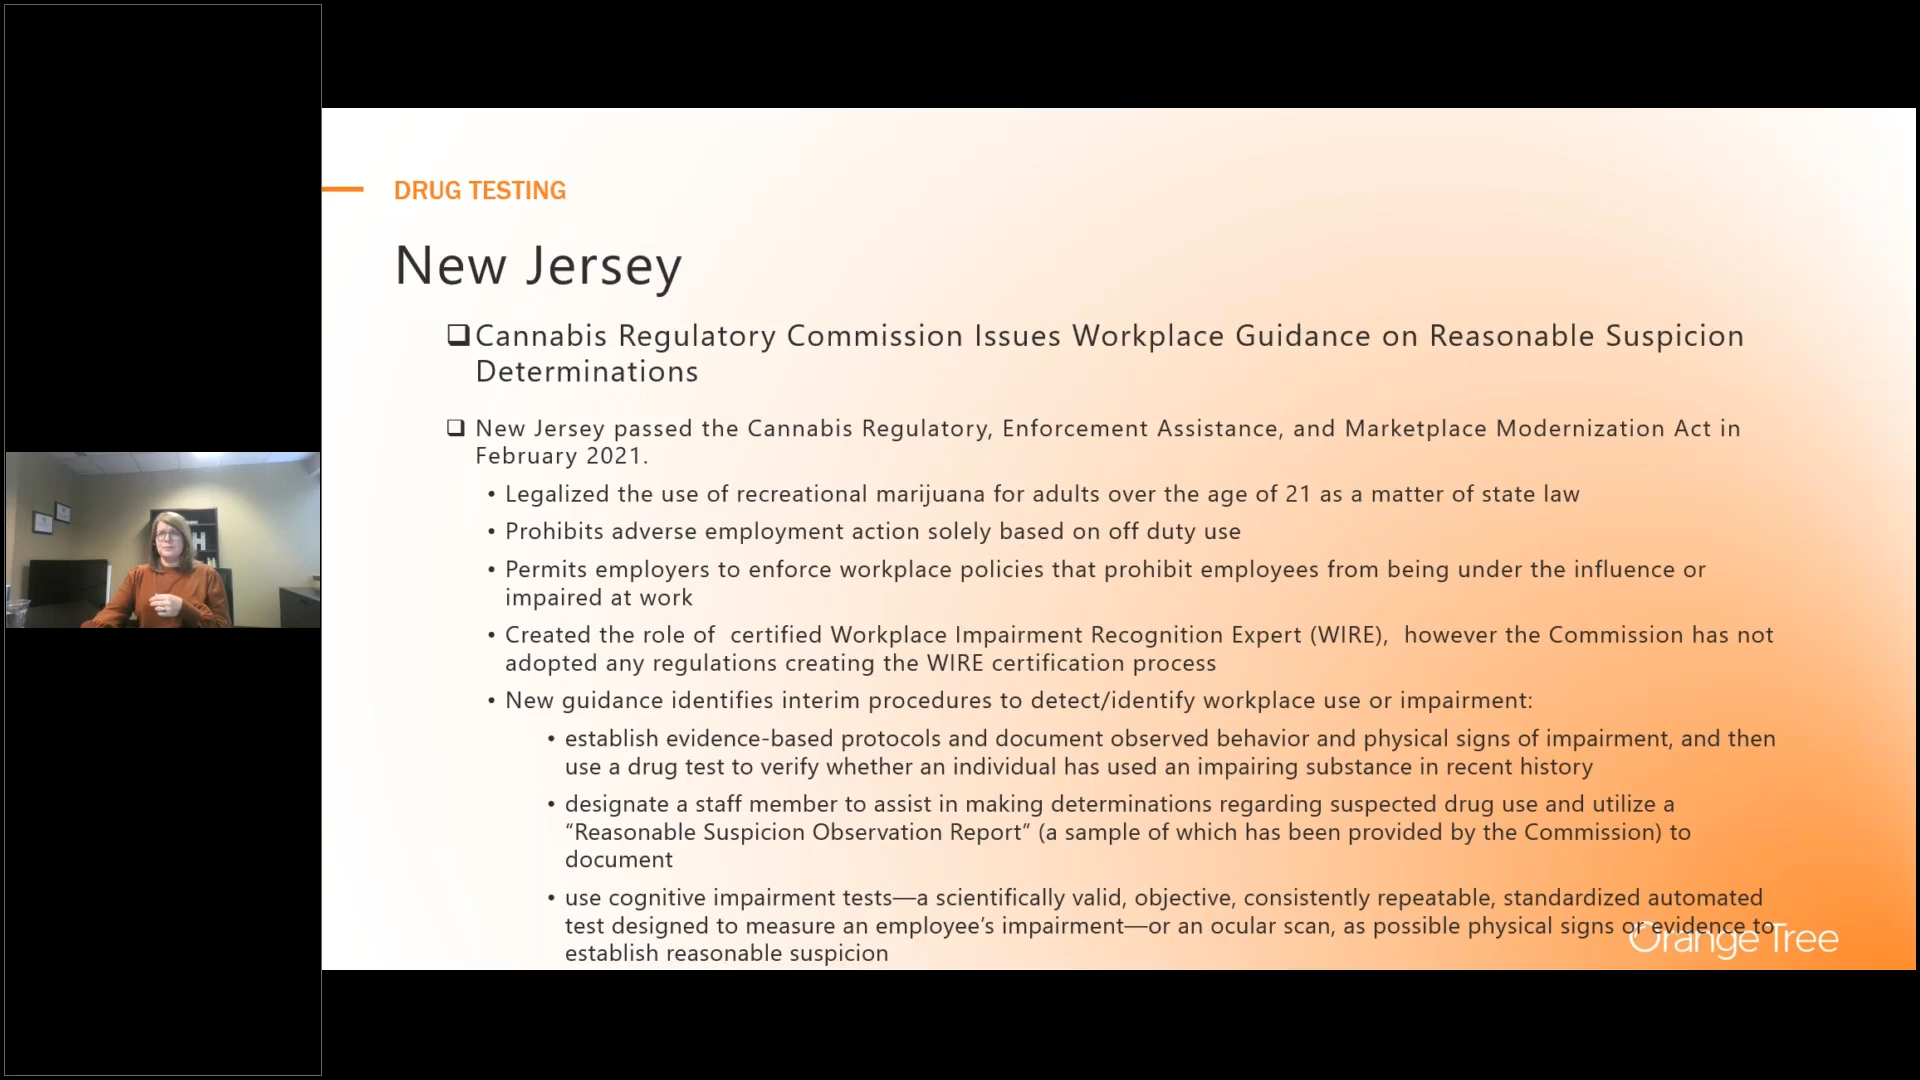 DRUG TESTING
New Jersey
Cannabis Regulatory Commission Issues Workplace Guidance on Reasonable Suspicion
Determinations
New Jersey passed the Cannabis Regulatory, Enforcement Assistance, and Marketplace Modernization Act in
February 2021.
• Legalized the use of recreational marijuana for adults over the age of 21 as a matter of state law
• Prohibits adverse employment action solely based on off duty use
• Permits employers to enforce workplace policies that prohibit employees from being under the influence or
impaired at work
• Created the role of  certified Workplace Impairment Recognition Expert (WIRE),  however the Commission has not
adopted any regulations creating the WIRE certification process
• New guidance identifies interim procedures to detect/identify workplace use or impairment:
• establish evidence-based protocols and document observed behavior and physical signs of impairment, and then
use a drug test to verify whether an individual has used an impairing substance in recent history
• designate a staff member to assist in making determinations regarding suspected drug use and utilize a
“Reasonable Suspicion Observation Report” (a sample of which has been provided by the Commission) to
document
• use cognitive impairment tests—a scientifically valid, objective, consistently repeatable, standardized automated
test designed to measure an employee’s impairment—or an ocular scan, as possible physical signs or evidence to
establish reasonable suspicion
Orange Tree
H